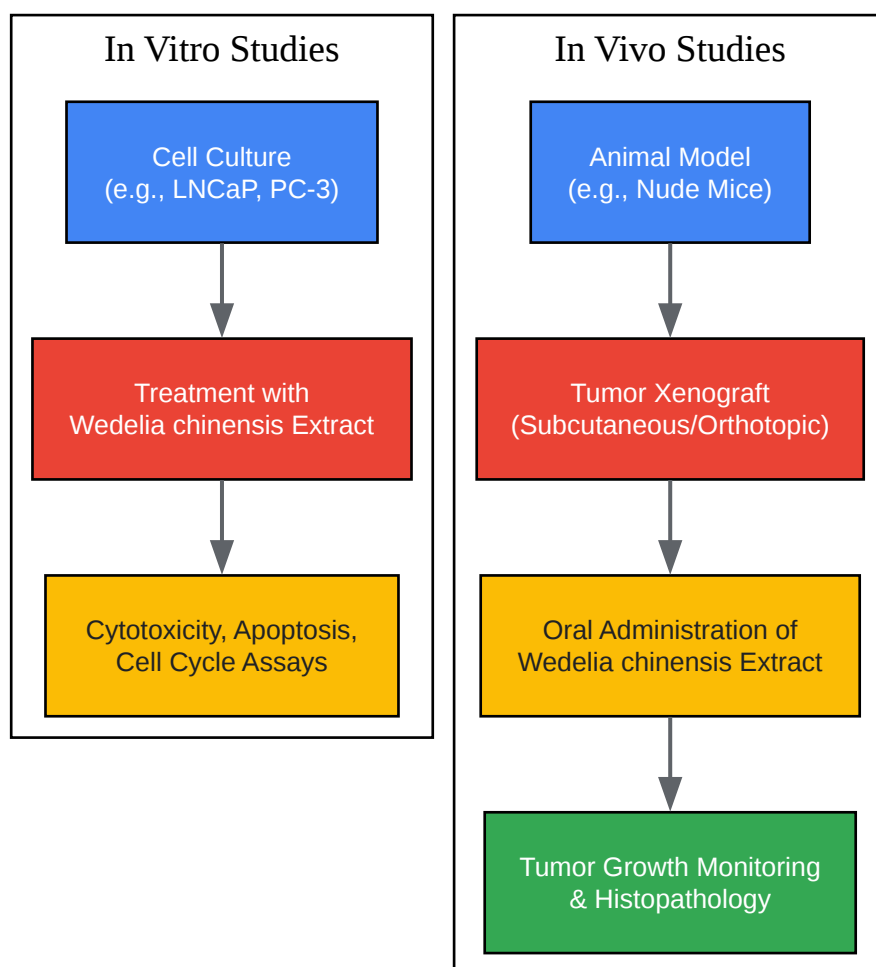 In Vitro Studies
Cell Culture
(e.g., LNCaP, PC-3)
Treatment with
Wedelia chinensis Extract
Cytotoxicity, Apoptosis,
Cell Cycle Assays
In Vivo Studies
Animal Model
(e.g., Nude Mice)
Tumor Xenograft
(Subcutaneous/Orthotopic)
Oral Administration of
Wedelia chinensis Extract
Tumor Growth Monitoring
& Histopathology